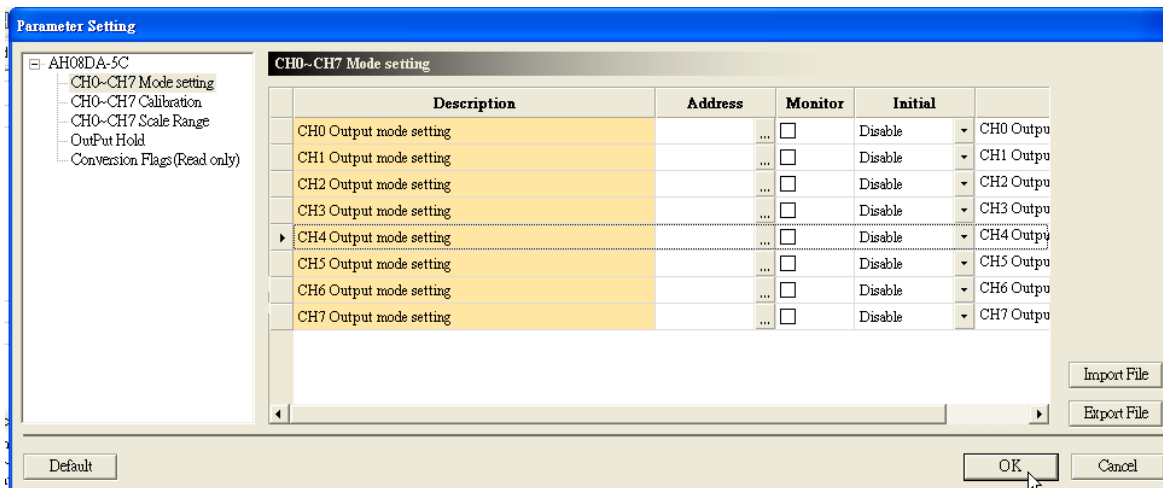 Parameter Setting
AH08DA-5C
CH0~CH7 Mode setting
CH0~CH7 Calibration
CH0~CH7 Scale Range
OutPut Hold
Conversion Flags(Read only)
CH0~CH7 Mode setting
Description Address Monitor Initial
CH0 Output mode setting ... Disable CH0 Outpu
CH1 Output mode setting ... Disable CH1 Outpu
CH2 Output mode setting ... Disable CH2 Outpu
CH3 Output mode setting ... Disable CH3 Outpu
CH4 Output mode setting ... Disable CH4 Outpu
CH5 Output mode setting ... Disable CH5 Outpu
CH6 Output mode setting ... Disable CH6 Outpu
CH7 Output mode setting ... Disable CH7 Outpu
Import File
Export File
Default OK Cancel